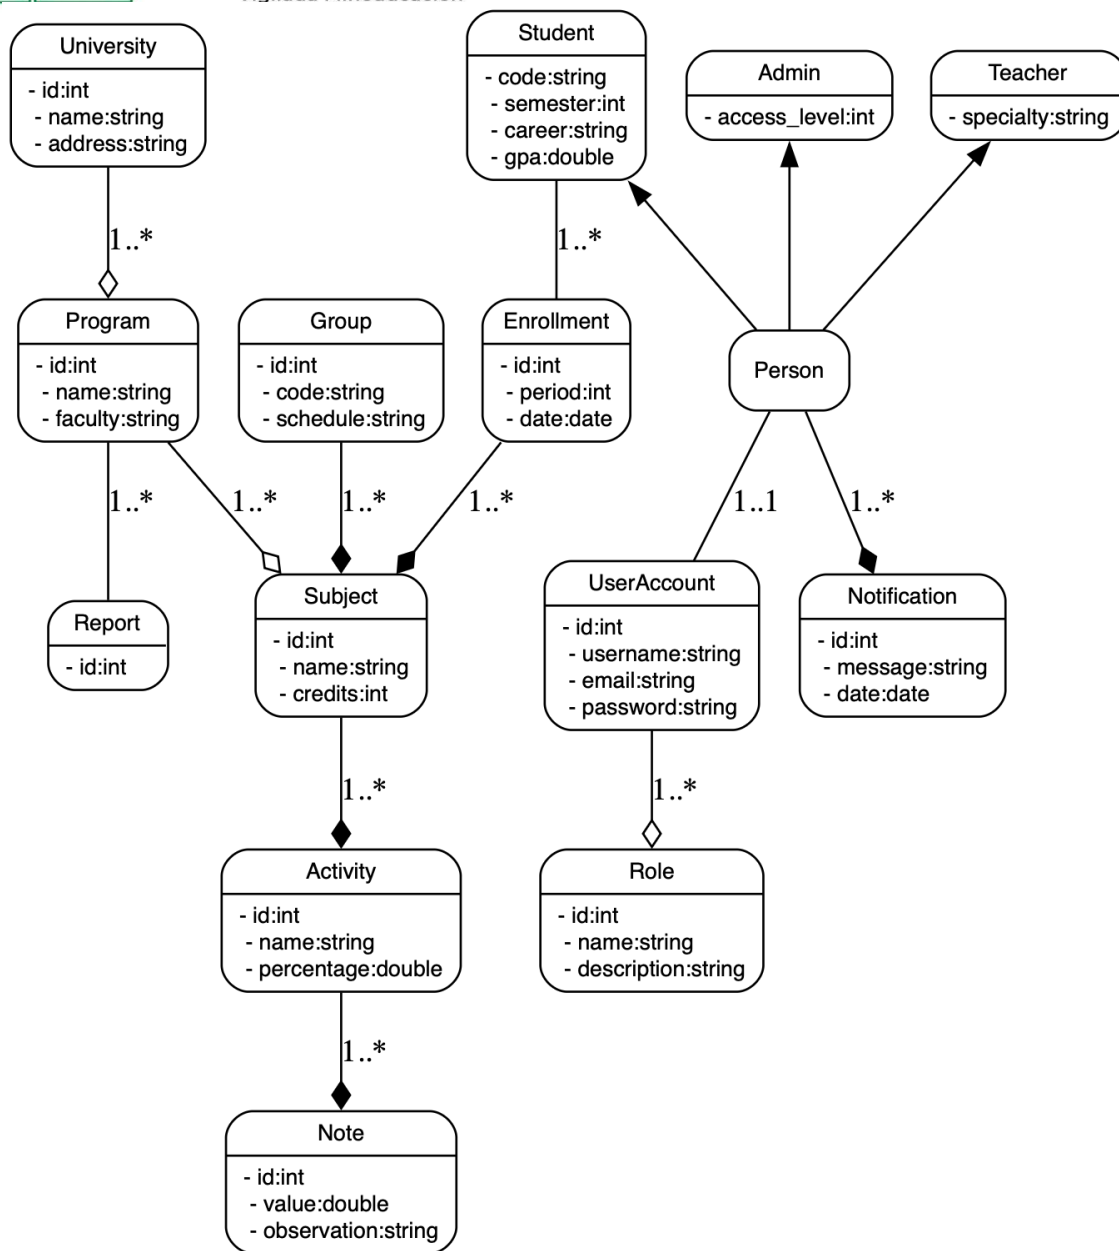 University
- id:int
- name:string
- address:string
Student
- code:string
- semester:int
- career:string
- gpa:double
Admin
- access_level:int
Teacher
- specialty:string
1..*
1..*
Program
- id:int
- name:string
- faculty:string
Group
- id:int
- code:string
- schedule:string
Enrollment
- id:int
- period:int
- date:date
Person
1..*
1..*
1..*
1..*
1..1
1..*
Report
- id:int
Subject
- id:int
- name:string
- credits:int
UserAccount
- id:int
- username:string
- email:string
- password:string
Notification
- id:int
- message:string
- date:date
1..*
1..*
Activity
- id:int
- name:string
- percentage:double
Role
- id:int
- name:string
- description:string
1..*
Note
- id:int
- value:double
- observation:string